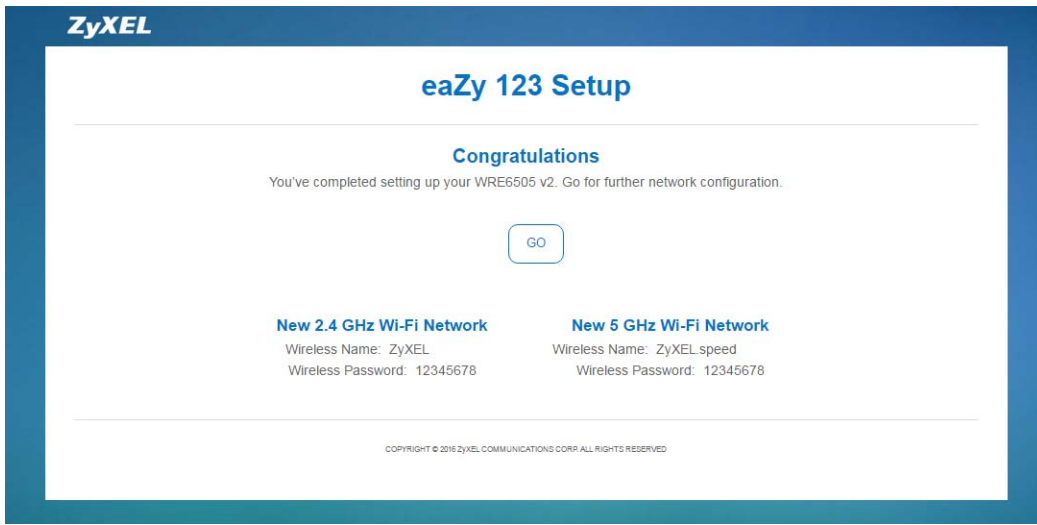 ZyXEL
eaZy 123 Setup
Congratulations
You've completed setting up your WRE6505 v2. Go for further network configuration.
GO
New 2.4 GHz Wi-Fi Network
Wireless Name: ZyXEL
Wireless Password: 12345678
New 5 GHz Wi-Fi Network
Wireless Name: ZyXEL.speed
Wireless Password: 12345678
COPYRIGHT © 2016 ZyXEL COMMUNICATIONS CORP. ALL RIGHTS RESERVED